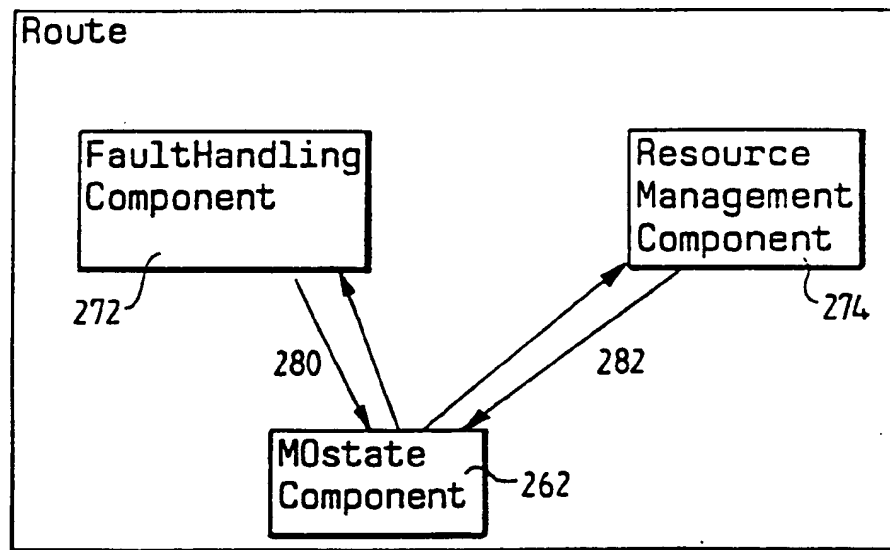 Route
FaultHandling
Component
272
Resource
Management
Component
274
280
282
MOstate
Component
262